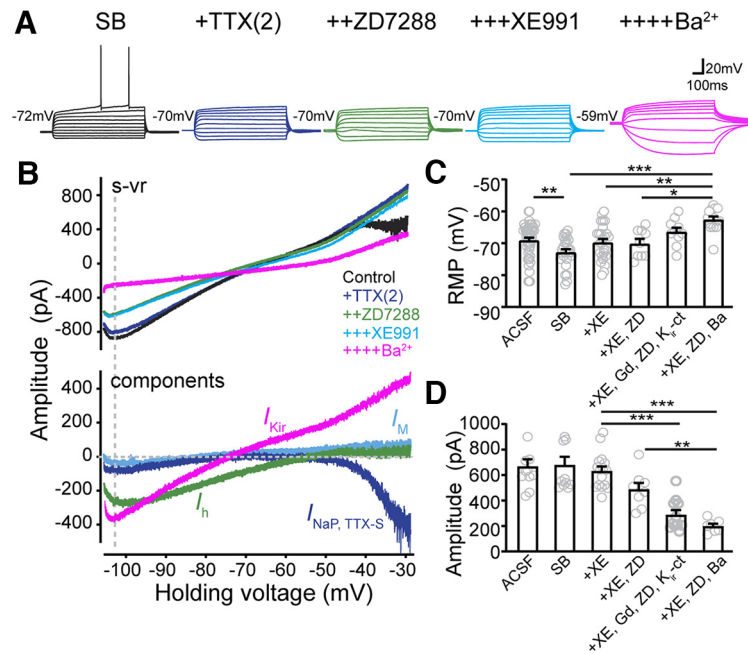 A
SB +TTX(2) ++ZD7288 +++XE991 ++++Ba²⁺
20mV
100ms
-72mV -70mV -70mV -70mV -59mV
B
s-vr
800
400
0
-400
-800
Control
+TTX(2)
++ZD7288
+++XE991
++++Ba²⁺
Amplitude (pA)
components
400
200
0
-200
-400
I Kir
I M
I h
I NaP, TTX-S
-100 -90 -80 -70 -60 -50 -40 -30
Holding voltage (mV)
C
***
**
*
**
RMP (mV)
-50
-60
-70
-80
-90
ACSF
SB
+XE
+XE, ZD
+XE, Gd, ZD, Kir-ct
+XE, ZD, Ba
D
***
***
**
Amplitude (pA)
1000
800
600
400
200
0
ACSF
SB
+XE
+XE, ZD
+XE, Gd, ZD, Kir-ct
+XE, ZD, Ba